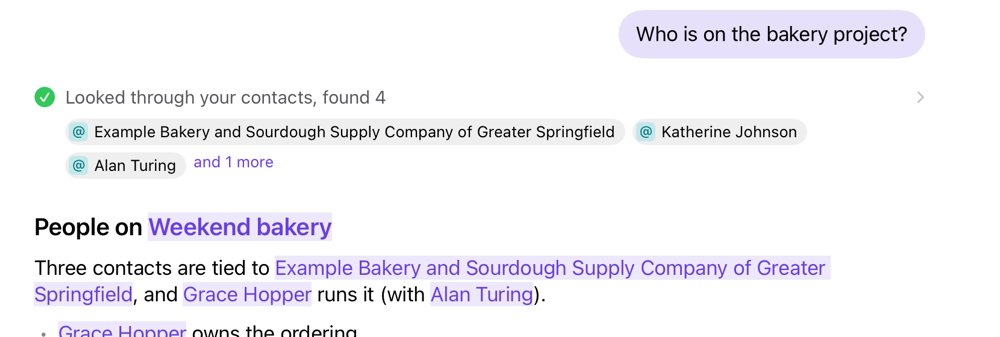 Who is on the bakery project?
Looked through your contacts, found 4
@ Example Bakery and Sourdough Supply Company of Greater Springfield @ Katherine Johnson
@ Alan Turing and 1 more
People on Weekend bakery
Three contacts are tied to Example Bakery and Sourdough Supply Company of Greater
Springfield, and Grace Hopper runs it (with Alan Turing).
• Grace Hopper owns the ordering